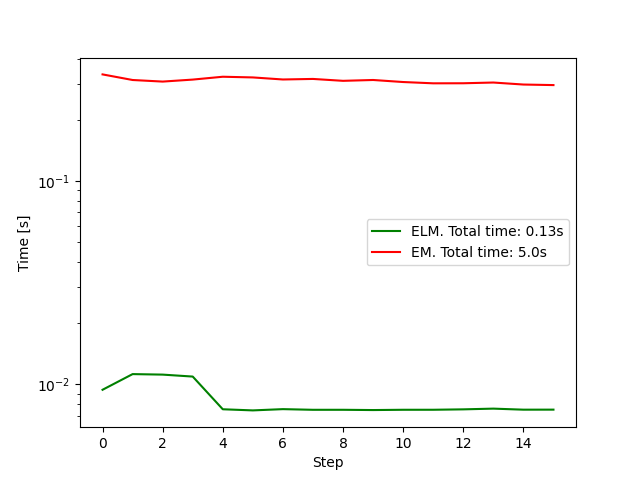 10⁻¹
10⁻²
Time [s]
ELM. Total time: 0.13s
EM. Total time: 5.0s
0 2 4 6 8 10 12 14
Step